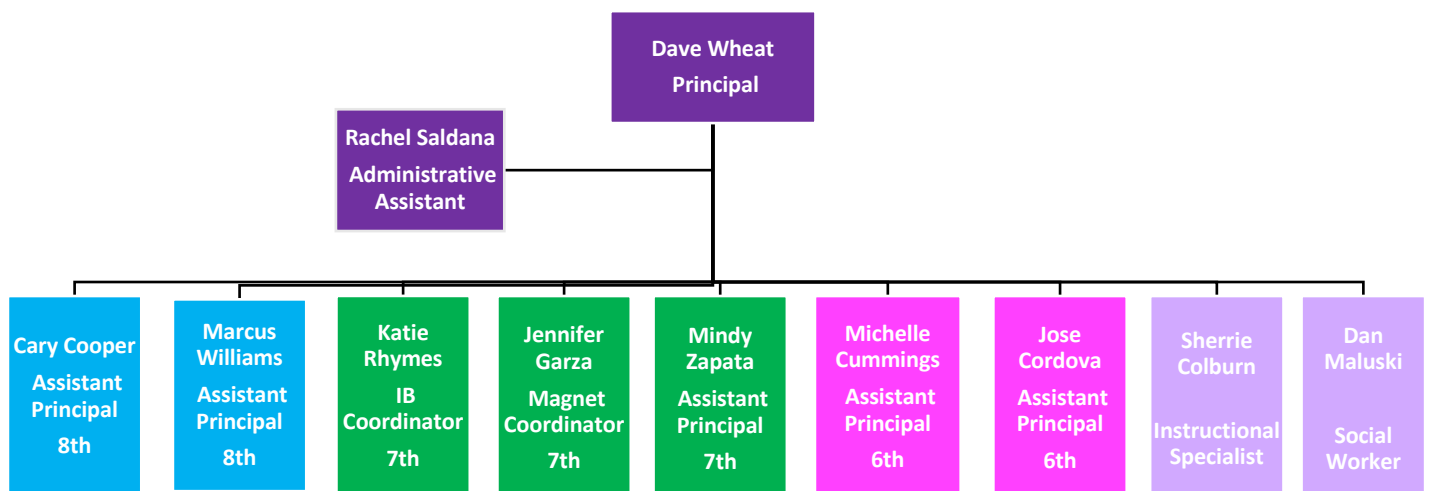 Dave Wheat
Principal
Rachel Saldana
Administrative
Assistant
Cary Cooper
Assistant
Principal
8th
Marcus
Williams
Assistant
Principal
8th
Katie
Rhymes
IB
Coordinator
7th
Jennifer
Garza
Magnet
Coordinator
7th
Mindy
Zapata
Assistant
Principal
7th
Michelle
Cummings
Assistant
Principal
6th
Jose
Cordova
Assistant
Principal
6th
Sherrie
Colburn
Instructional
Specialist
Dan
Maluski
Social
Worker